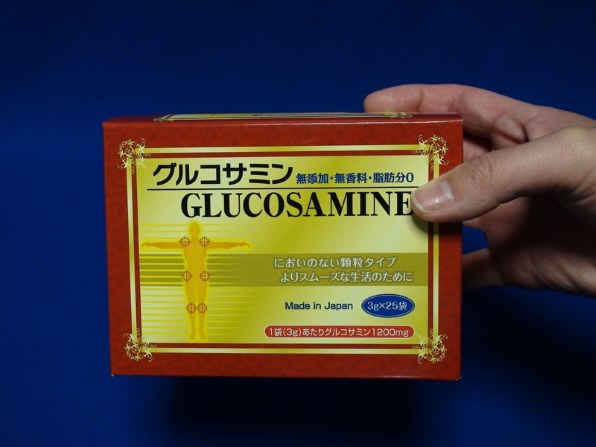 グルコサミン 無添加・無香料・脂肪分0
GLUCOSAMINE
においのない顆粒タイプ
よりスムーズな生活のために
Made in Japan 3g×25袋
1袋(3g)あたりグルコサミン1200mg